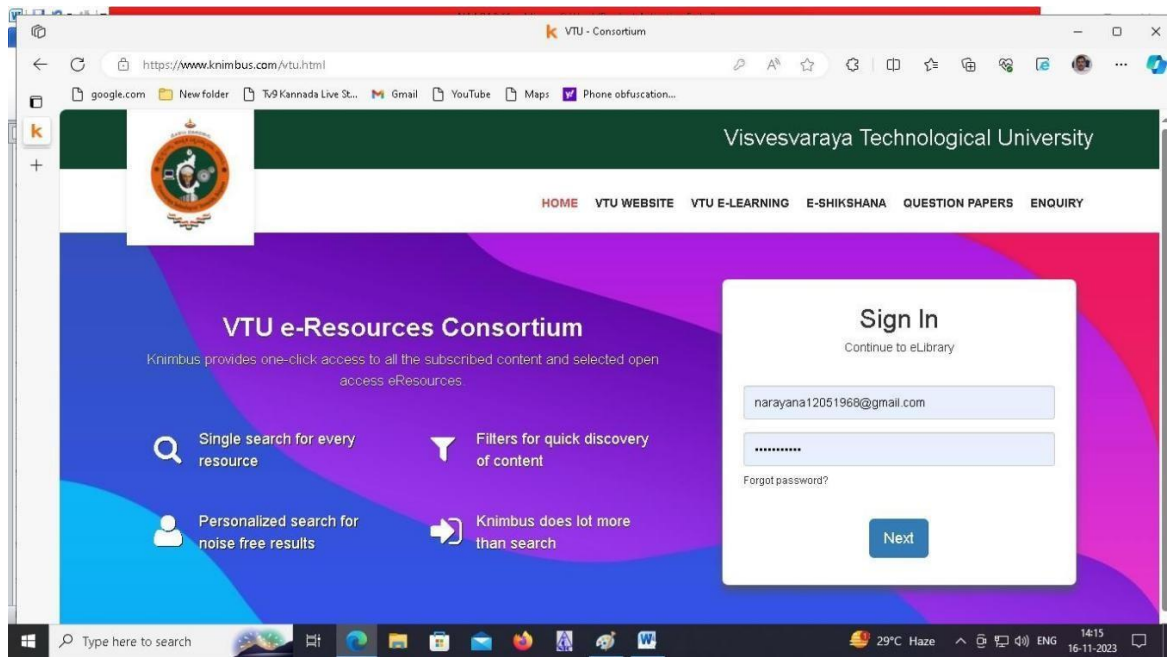 VTU - Consortium
https://www.knimbus.com/vtu.html
google.com New folder Tv9 Kannada Live St... Gmail YouTube Maps Phone obfuscation...
Visvesvaraya Technological University
HOME VTU WEBSITE VTU E-LEARNING E-SHIKSHANA QUESTION PAPERS ENQUIRY
VTU e-Resources Consortium
Knimbus provides one-click access to all the subscribed content and selected open
access eResources.
Single search for every
resource
Filters for quick discovery
of content
Personalized search for
noise free results
Knimbus does lot more
than search
Sign In
Continue to eLibrary
narayana12051968@gmail.com
•••••••••••
Forgot password?
Next
Type here to search
29°C Haze
ENG
14:15
16-11-2023